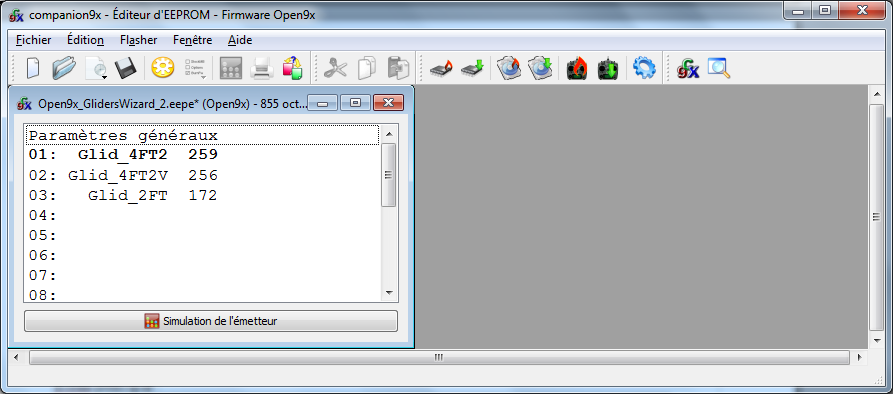 companion9x - Éditeur d'EEPROM - Firmware Open9x
Fichier Édition Flasher Fenêtre Aide
Open9x_GlidersWizard_2.eepe* (Open9x) - 855 oct...
Paramètres généraux
01: Glid_4FT2 259
02: Glid_4FT2V 256
03: Glid_2FT 172
04:
05:
06:
07:
08:
Simulation de l'émetteur